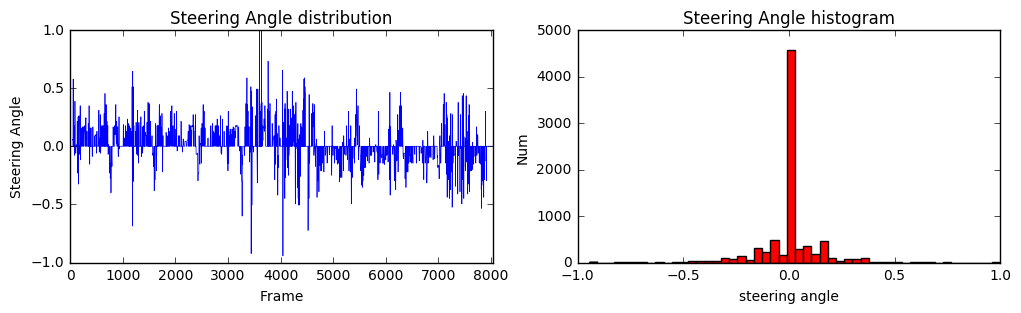 Steering Angle distribution
1.0
0.5
0.0
−0.5
−1.0
Steering Angle
0 1000 2000 3000 4000 5000 6000 7000 8000
Frame
Steering Angle histogram
5000
4000
3000
2000
1000
0
Num
−1.0 −0.5 0.0 0.5 1.0
steering angle